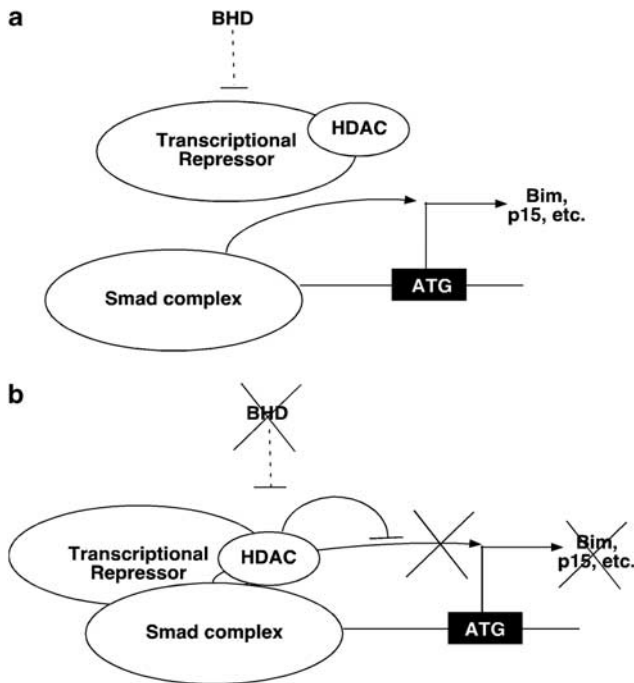 a
BHD
HDAC
Transcriptional
Repressor
Bim,
p15, etc.
ATG
Smad complex
b
BHD
HDAC
Transcriptional
Repressor
Bim,
p15, etc.
ATG
Smad complex